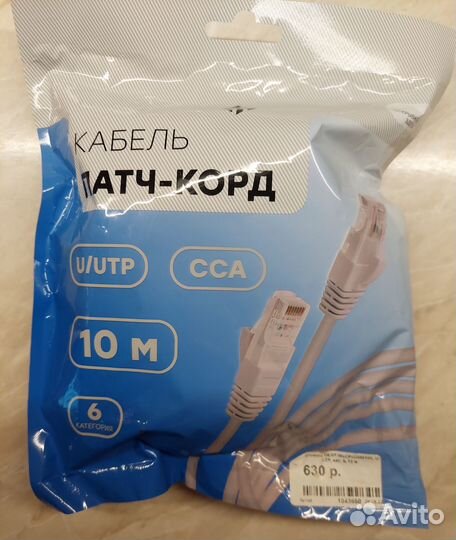 КАБЕЛЬ
ПАТЧ-КОРД
U/UTP
CCA
10 М
6
КАТЕГОРИЯ
630 р.
Avito